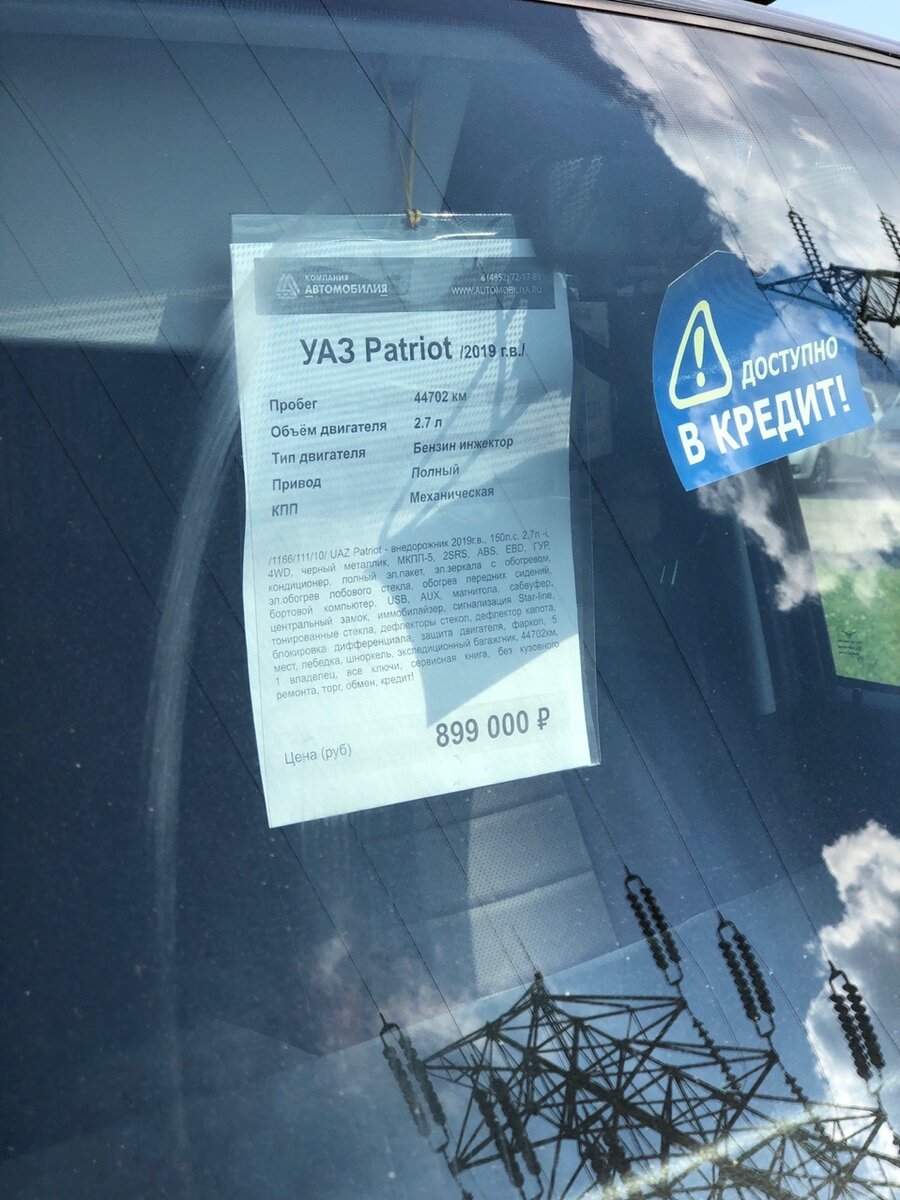 КОМПАНИЯ
АВТОМОБИЛИЯ
8 (4852) 72-17-89
WWW.AUTOMOBILIYA.RU
УАЗ Patriot /2019 г.в./
Пробег 44702 км
Объём двигателя 2.7 л
Тип двигателя Бензин инжектор
Привод Полный
КПП Механическая
/1166/111/10/ UAZ Patriot - внедорожник 2019г.в., 150л.с. 2,7л -i,
4WD, черный металлик, МКПП-5, 2SRS, ABS, EBD, ГУР,
кондиционер, полный эл.пакет, эл.зеркала с обогревом,
эл.обогрев лобового стекла, обогрев передних сидений,
бортовой компьютер, USB, AUX, магнитола, сабвуфер,
центральный замок, иммобилайзер, сигнализация Star-line,
тонированные стекла, дефлекторы стекол, дефлектор капота,
блокировка дифференциала, защита двигателя, фаркоп, 5
мест, лебедка, шноркель, экспедиционный багажник, 44702км,
1 владелец, все ключи, сервисная книга, без кузовного
ремонта, торг, обмен, кредит!
Цена (руб) 899 000 ₽
ДОСТУПНО
В КРЕДИТ!